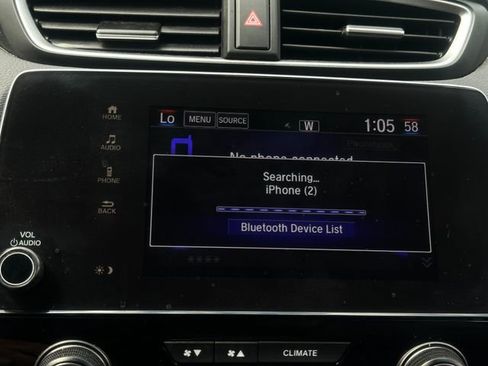 HOME
AUDIO
PHONE
BACK
VOL
AUDIO
Lo MENU SOURCE W 1:05 58
No phone connected
Searching...
iPhone (2)
Bluetooth Device List
CLIMATE